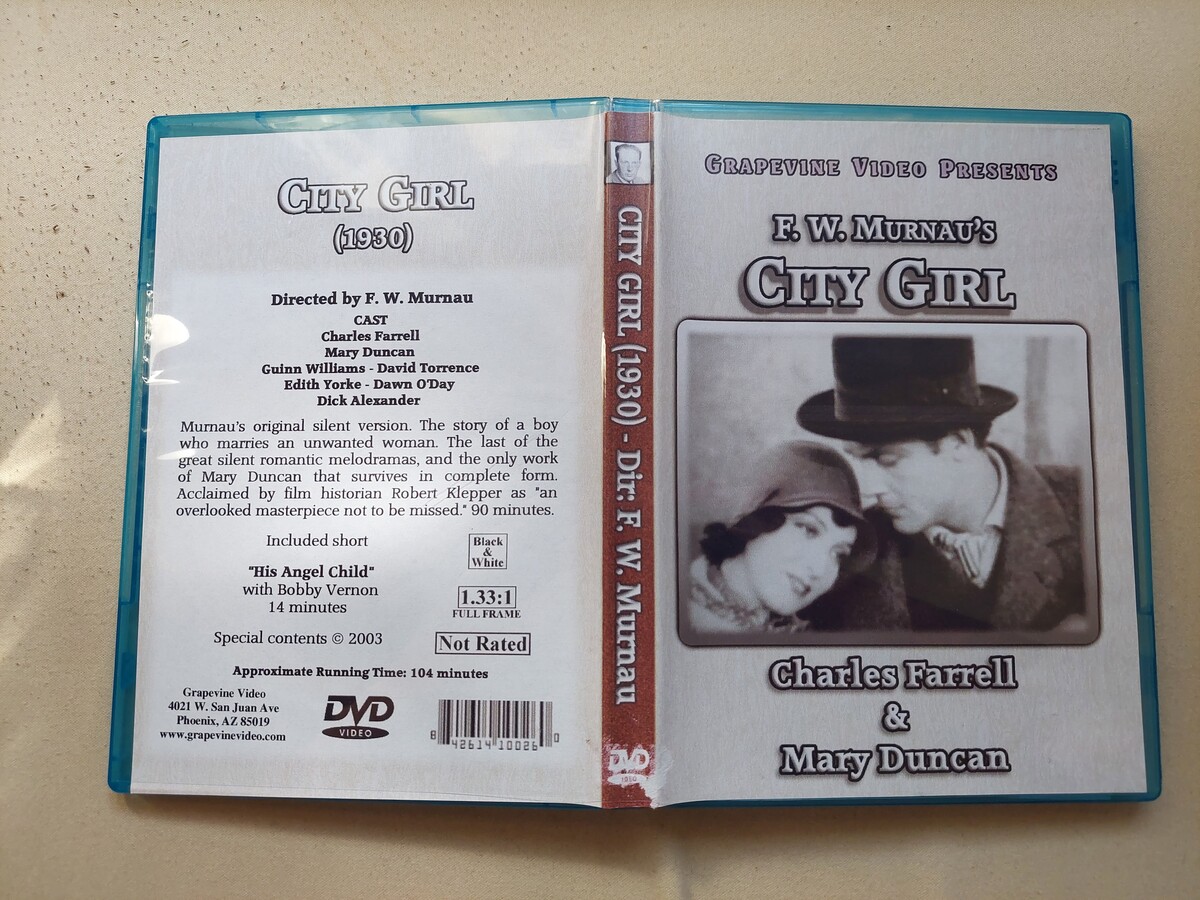 City Girl
(1930)
Directed by F. W. Murnau
CAST
Charles Farrell
Mary Duncan
Guinn Williams - David Torrence
Edith Yorke - Dawn O'Day
Dick Alexander
Murnau's original silent version. The story of a boy
who marries an unwanted woman. The last of the
great silent romantic melodramas, and the only work
of Mary Duncan that survives in complete form.
Acclaimed by film historian Robert Klepper as "an
overlooked masterpiece not to be missed." 90 minutes.
Included short
"His Angel Child"
with Bobby Vernon
14 minutes
Special contents © 2003
Black
&
White
1.33:1
FULL FRAME
Not Rated
Approximate Running Time: 104 minutes
Grapevine Video
4021 W. San Juan Ave
Phoenix, AZ 85019
www.grapevinevideo.com
DVD
VIDEO
8 42614 10026 0
CITY GIRL (1930) - Dir: F. W. Murnau
DVD
Grapevine Video Presents
F. W. Murnau's
City Girl
Charles Farrell
&
Mary Duncan